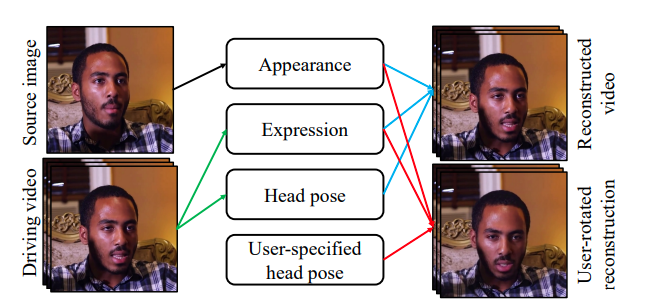 Source image
Driving video
Appearance
Expression
Head pose
User-specified
head pose
Reconstructed
video
User-rotated
reconstruction